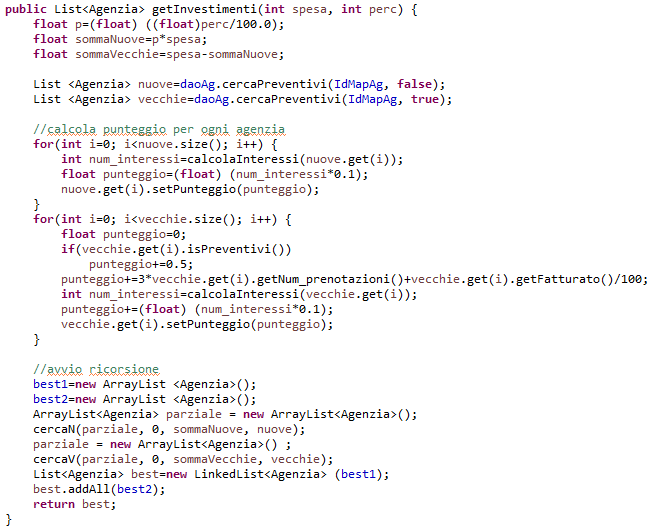 public List<Agenzia> getInvestimenti(int spesa, int perc) {
    float p=(float) ((float)perc/100.0);
    float sommaNuove=p*spesa;
    float sommaVecchie=spesa-sommaNuove;

    List <Agenzia> nuove=daoAg.cercaPreventivi(IdMapAg, false);
    List <Agenzia> vecchie=daoAg.cercaPreventivi(IdMapAg, true);

    //calcola punteggio per ogni agenzia
    for(int i=0; i<nuove.size(); i++) {
        int num_interessi=calcolaInteressi(nuove.get(i));
        float punteggio=(float) (num_interessi*0.1);
        nuove.get(i).setPunteggio(punteggio);
    }
    for(int i=0; i<vecchie.size(); i++) {
        float punteggio=0;
        if(vecchie.get(i).isPreventivi())
            punteggio+=0.5;
        punteggio+=3*vecchie.get(i).getNum_prenotazioni()+vecchie.get(i).getFatturato()/100;
        int num_interessi=calcolaInteressi(vecchie.get(i));
        punteggio+=(float) (num_interessi*0.1);
        vecchie.get(i).setPunteggio(punteggio);
    }

    //avvio ricorsione
    best1=new ArrayList <Agenzia>();
    best2=new ArrayList <Agenzia>();
    ArrayList<Agenzia> parziale = new ArrayList<Agenzia>();
    cercaN(parziale, 0, sommaNuove, nuove);
    parziale = new ArrayList<Agenzia>() ;
    cercaV(parziale, 0, sommaVecchie, vecchie);
    List<Agenzia> best=new LinkedList<Agenzia> (best1);
    best.addAll(best2);
    return best;
}